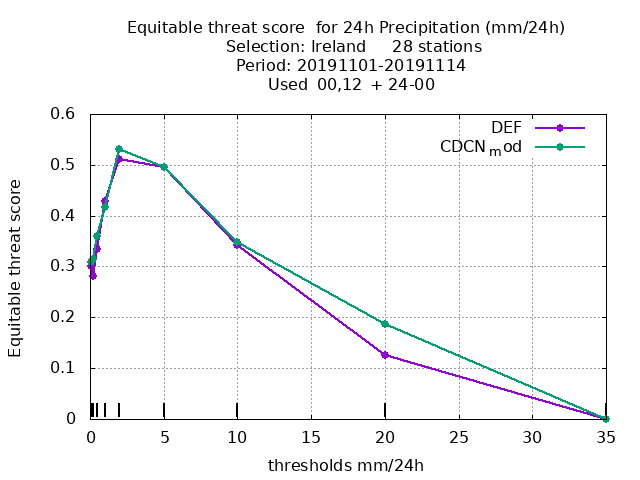 Equitable threat score  for 24h Precipitation (mm/24h)
Selection: Ireland     28 stations
Period: 20191101-20191114
Used  00,12  + 24-00
DEF
CDCNmod
Equitable threat score
0.6
0.5
0.4
0.3
0.2
0.1
0
0 5 10 15 20 25 30 35
thresholds mm/24h